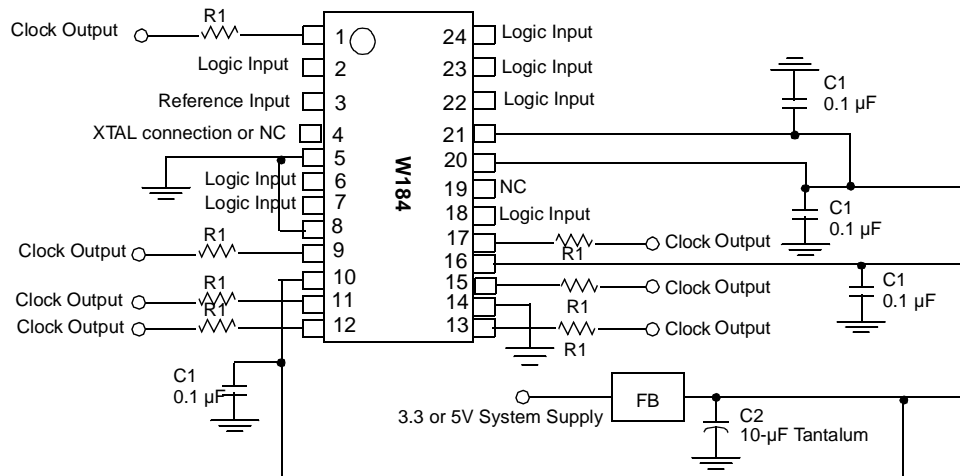 Clock Output R1 1 24 Logic Input
Logic Input 2 23 Logic Input
Reference Input 3 22 Logic Input
C1
0.1 µF
XTAL connection or NC 4 21
5 20
Logic Input 6 19 NC
Logic Input 7 18 Logic Input
W184
C1
0.1 µF
8 17 R1 Clock Output
Clock Output R1 9 16
10 15 R1 Clock Output
C1
0.1 µF
Clock Output R1 11 14
Clock Output R1 12 13 R1 Clock Output
C1
0.1 µF
3.3 or 5V System Supply FB
C2
10-µF Tantalum